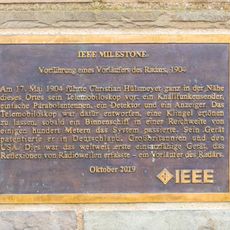 IEEE MILESTONE
Vorführung eines Vorläufers des Radars, 1904
Am 17. Mai 1904 führte Christian Hülsmeyer ganz in der Nähe
dieses Ortes sein Telemobiloskop vor: ein Knallfunkensender,
einfache Parabolantennen, ein Detektor und ein Anzeiger. Das
Telemobiloskop war dafür entworfen, eine Klingel ertönen
zu lassen, sobald ein Binnenschiff in einer Reichweite von
einigen hundert Metern das System passierte. Sein Gerät
patentierte er in Deutschland, Großbritannien und den
USA. Dies war das weltweit erste einsatzfähige Gerät, das
Reflexionen von Radiowellen erfasste – ein Vorläufer des Radars.
Oktober 2019
IEEE